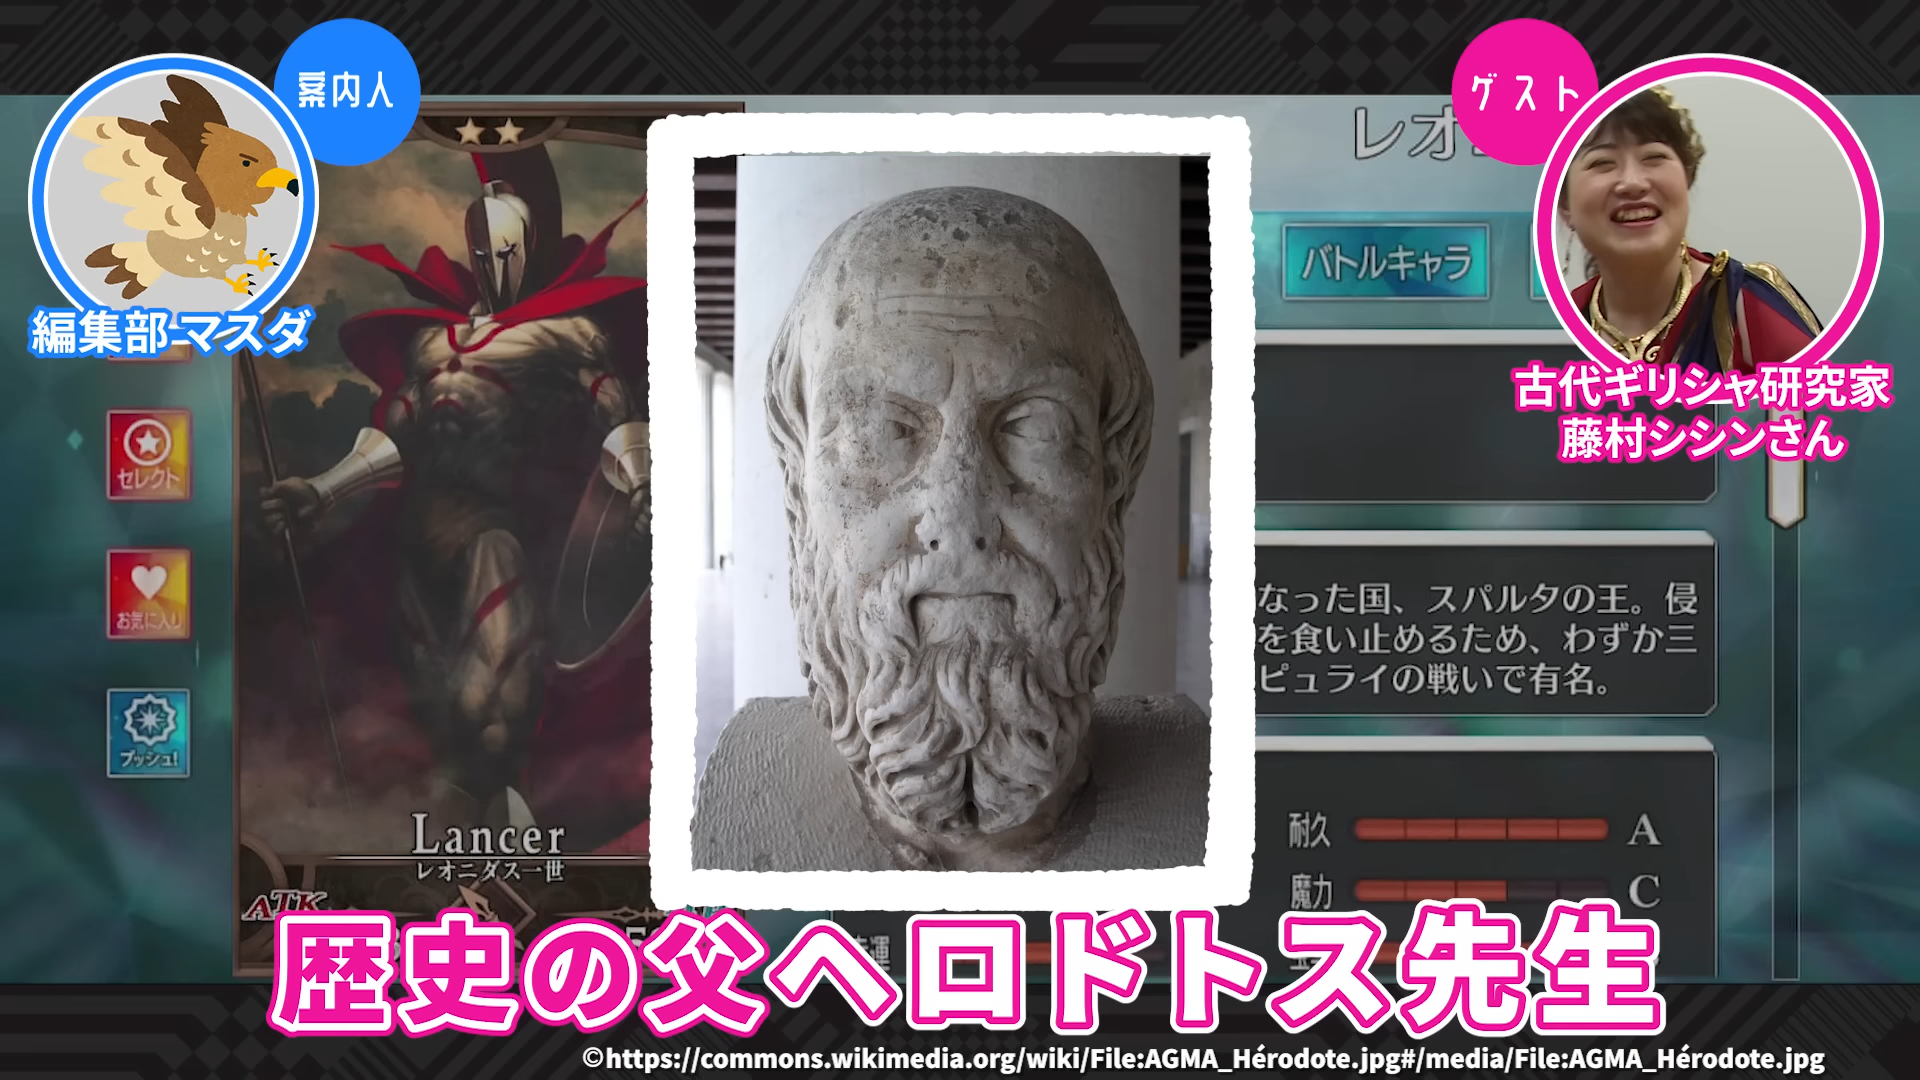 案内人
編集部 マスダ
ゲスト
古代ギリシャ研究家
藤村シシンさん
レオ
バトルキャラ
セレクト
お気に入り
プッシュ!
なった国、スパルタの王。侵
を食い止めるため、わずか三
ピュライの戦いで有名。
耐久 A
魔力 C
Lancer
レオニダス一世
ATK
歴史の父ヘロドトス先生
©https://commons.wikimedia.org/wiki/File:AGMA_Hérodote.jpg#/media/File:AGMA_Hérodote.jpg